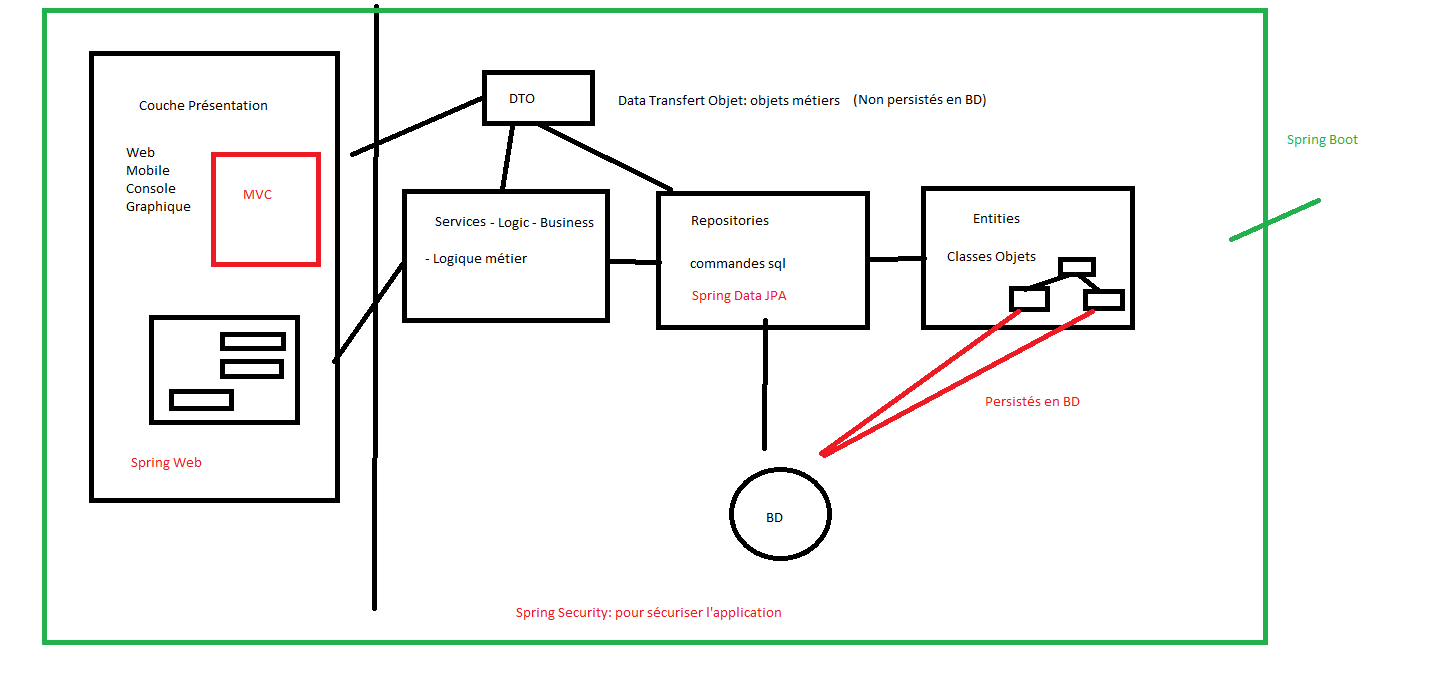 Couche Présentation
Web
Mobile
Console
Graphique
MVC
Spring Web
DTO
Data Transfert Objet: objets métiers (Non persistés en BD)
Services - Logic - Business
- Logique métier
Repositories
commandes sql
Spring Data JPA
Entities
Classes Objets
Persistés en BD
BD
Spring Security: pour sécuriser l'application
Spring Boot